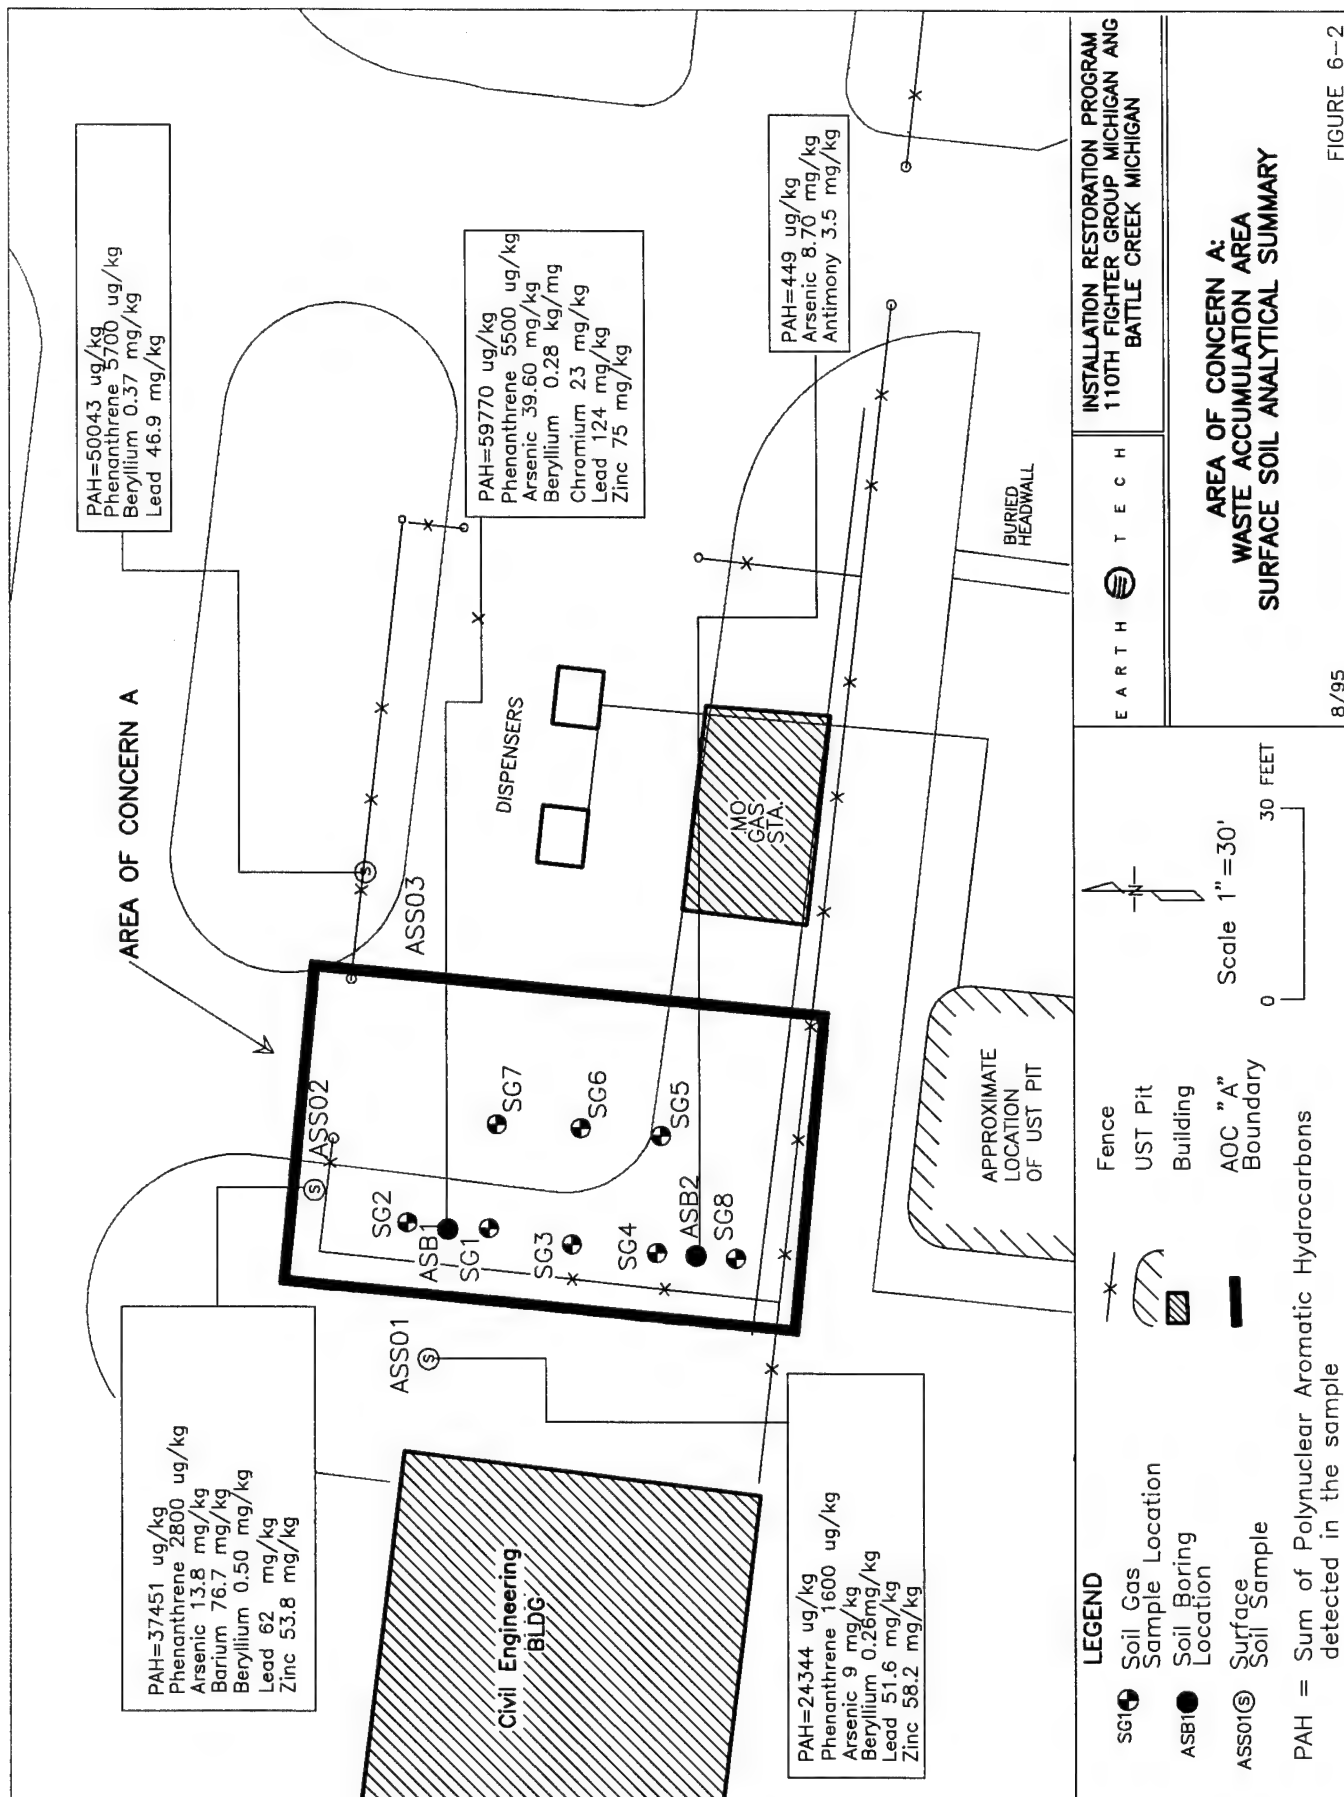 AREA OF CONCERN A
PAH=50043 ug/kg
Phenanthrene 5700 ug/kg
Beryllium 0.37 mg/kg
Lead 46.9 mg/kg
PAH=59770 ug/kg
Phenanthrene 5500 ug/kg
Arsenic 39.60 mg/kg
Beryllium 0.28 kg/mg
Chromium 23 mg/kg
Lead 124 mg/kg
Zinc 75 mg/kg
PAH=449 ug/kg
Arsenic 8.70 mg/kg
Antimony 3.5 mg/kg
PAH=37451 ug/kg
Phenanthrene 2800 ug/kg
Arsenic 13.8 mg/kg
Barium 76.7 mg/kg
Beryllium 0.50 mg/kg
Lead 62 mg/kg
Zinc 53.8 mg/kg
PAH=24344 ug/kg
Phenanthrene 1600 ug/kg
Arsenic 9 mg/kg
Beryllium 0.26mg/kg
Lead 51.6 mg/kg
Zinc 58.2 mg/kg
ASS02
ASS03
ASS01
SG2
ASB1
SG1
SG3
SG4
ASB2
SG8
SG7
SG6
SG5
DISPENSERS
MO
GAS
STA.
BURIED
HEADWALL
Civil Engineering
BLDG
APPROXIMATE
LOCATION
OF UST PIT
LEGEND
SG1
Soil Gas
Sample Location
ASB1
Soil Boring
Location
ASS01
S
Surface
Soil Sample
Fence
UST Pit
Building
AOC "A"
Boundary
PAH = Sum of Polynuclear Aromatic Hydrocarbons
detected in the sample
N
Scale 1"=30'
0
30 FEET
EARTH TECH
INSTALLATION RESTORATION PROGRAM
110TH FIGHTER GROUP MICHIGAN ANG
BATTLE CREEK MICHIGAN
AREA OF CONCERN A:
WASTE ACCUMULATION AREA
SURFACE SOIL ANALYTICAL SUMMARY
8/95
FIGURE 6-2